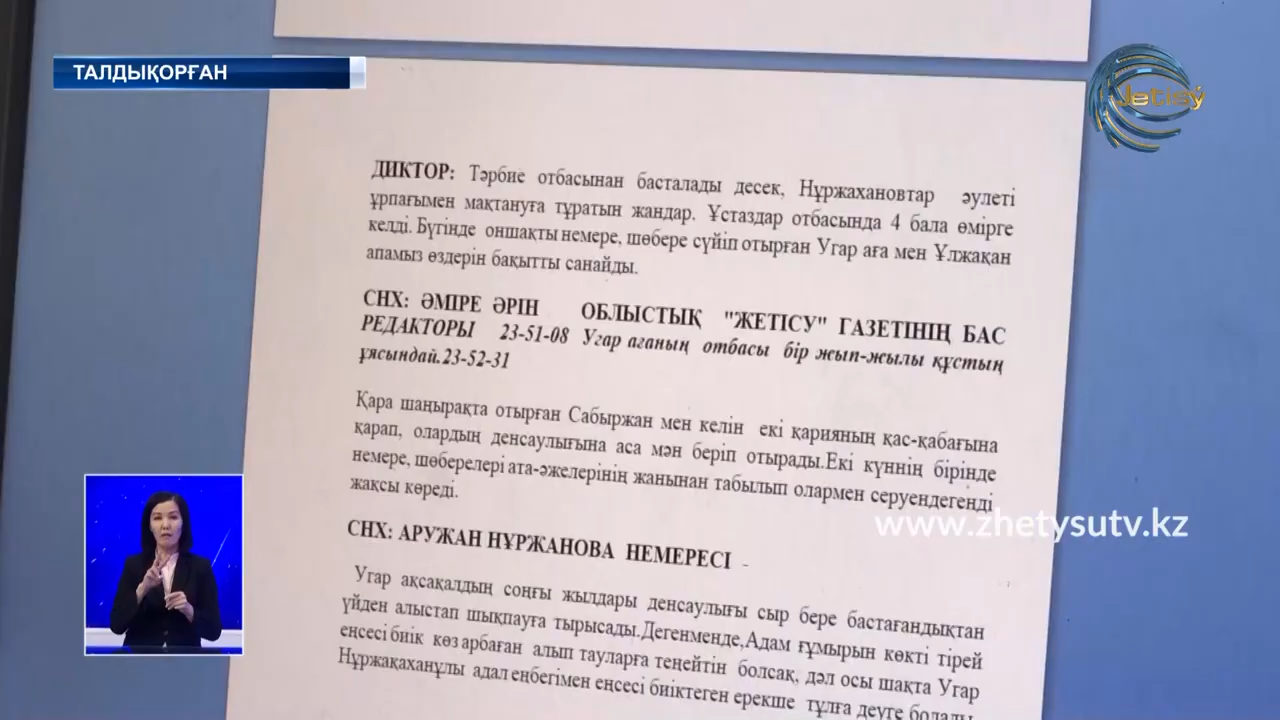 ТАЛДЫҚОРҒАН
Jetisý
ДИКТОР: Тәрбие отбасынан басталады десек, Нұржахановтар әулеті
ұрпағымен мақтануға тұратын жандар. Ұстаздар отбасында 4 бала өмірге
келді. Бүгінде оншақты немере, шөбере сүйіп отырған Угар аға мен Ұлжақан
апамыз өздерін бақытты санайды.
СНХ: ӘМІРЕ ӘРІН ОБЛЫСТЫҚ "ЖЕТІСУ" ГАЗЕТІНІҢ БАС
РЕДАКТОРЫ 23-51-08 Угар ағаның отбасы бір жып-жылы құстың
ұясындай.23-52-31
Қара шаңырақта отырған Сабыржан мен келін екі қарияның қас-қабағына
қарап, олардың денсаулығына аса мән беріп отырады.Екі күннің бірінде
немере, шөберелері ата-әжелерінің жанынан табылып олармен серуендегенді
жақсы көреді.
www.zhetysutv.kz
СНХ: АРУЖАН НҰРЖАНОВА НЕМЕРЕСІ -
Угар ақсақалдың соңғы жылдары денсаулығы сыр бере бастағандықтан
үйден алыстап шықпауға тырысады.Дегенменде,Адам ғұмырын көкті тірей
еңсесі биік көз арбаған алып тауларға теңейтін болсақ, дәл осы шақта Угар
Нұржақаханұлы адал еңбегімен еңсесі биіктеген ерекше тұлға деуге болады.